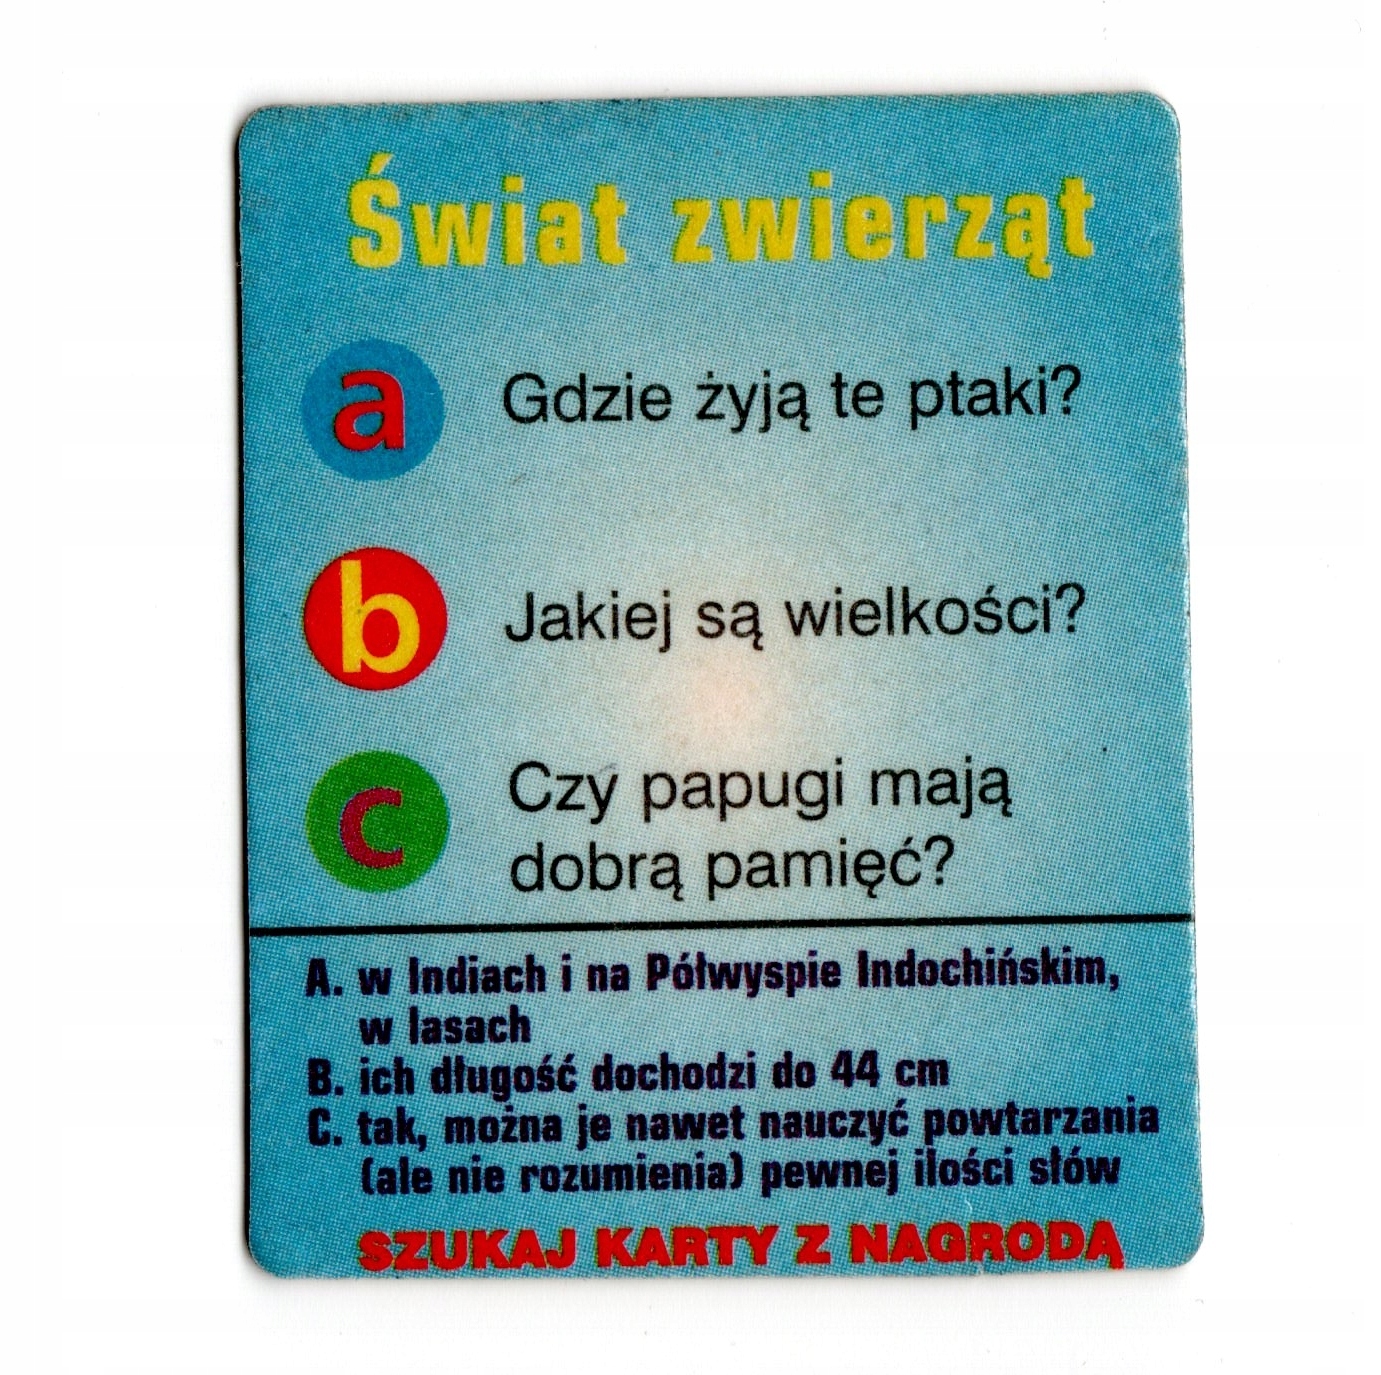 Świat zwierząt
a Gdzie żyją te ptaki?
b Jakiej są wielkości?
c Czy papugi mają
dobrą pamięć?
A. w Indiach i na Półwyspie Indochińskim,
w lasach
B. ich długość dochodzi do 44 cm
C. tak, można je nawet nauczyć powtarzania
(ale nie rozumienia) pewnej ilości słów
SZUKAJ KARTY Z NAGRODĄ